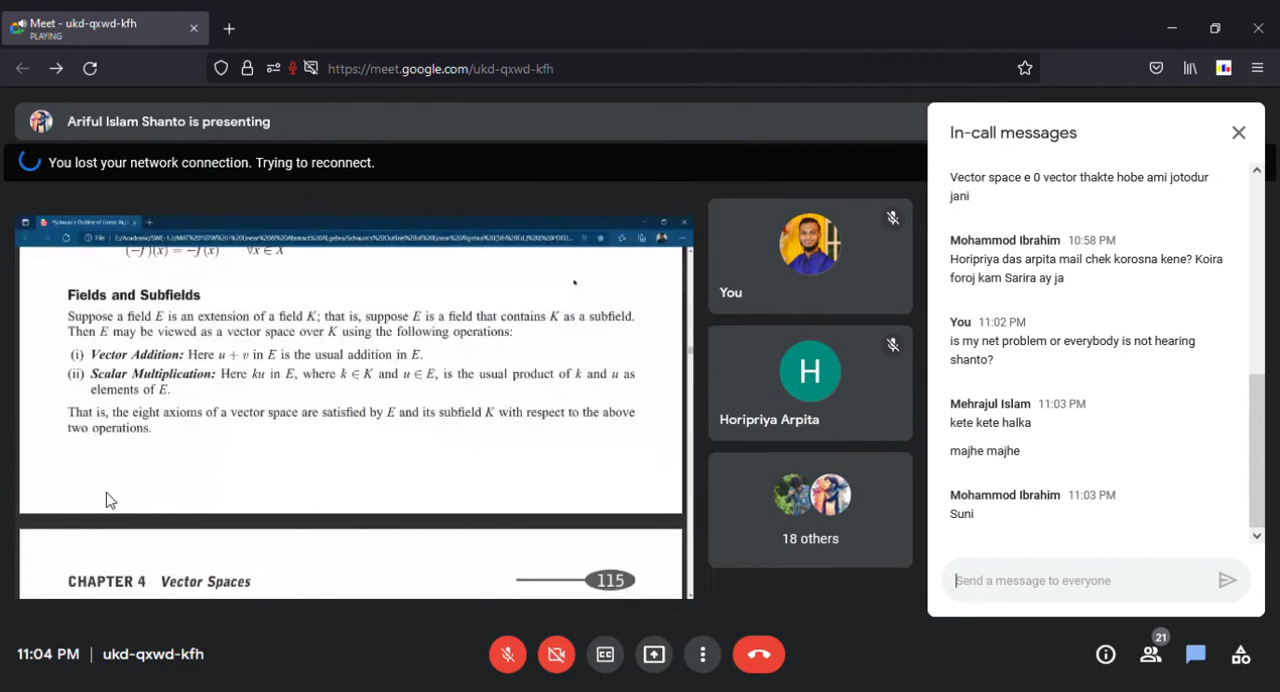 Meet - ukd-qxwd-kfh
PLAYING
https://meet.google.com/ukd-qxwd-kfh
Ariful Islam Shanto is presenting
You lost your network connection. Trying to reconnect.
(−f)(x) = −f(x) ∀x ∈ X
Fields and Subfields
Suppose a field E is an extension of a field K; that is, suppose E is a field that contains K as a subfield.
Then E may be viewed as a vector space over K using the following operations:
(i) Vector Addition: Here u + v in E is the usual addition in E.
(ii) Scalar Multiplication: Here ku in E, where k ∈ K and u ∈ E, is the usual product of k and u as
elements of E.
That is, the eight axioms of a vector space are satisfied by E and its subfield K with respect to the above
two operations.
CHAPTER 4 Vector Spaces
115
You
H
Horipriya Arpita
18 others
In-call messages
Vector space e 0 vector thakte hobe ami jotodur
jani
Mohammod Ibrahim 10:58 PM
Horipriya das arpita mail chek korosna kene? Koira
foroj kam Sarira ay ja
You 11:02 PM
is my net problem or everybody is not hearing
shanto?
Mehrajul Islam 11:03 PM
kete kete halka
majhe majhe
Mohammod Ibrahim 11:03 PM
Suni
Send a message to everyone
11:04 PM | ukd-qxwd-kfh
CC
21